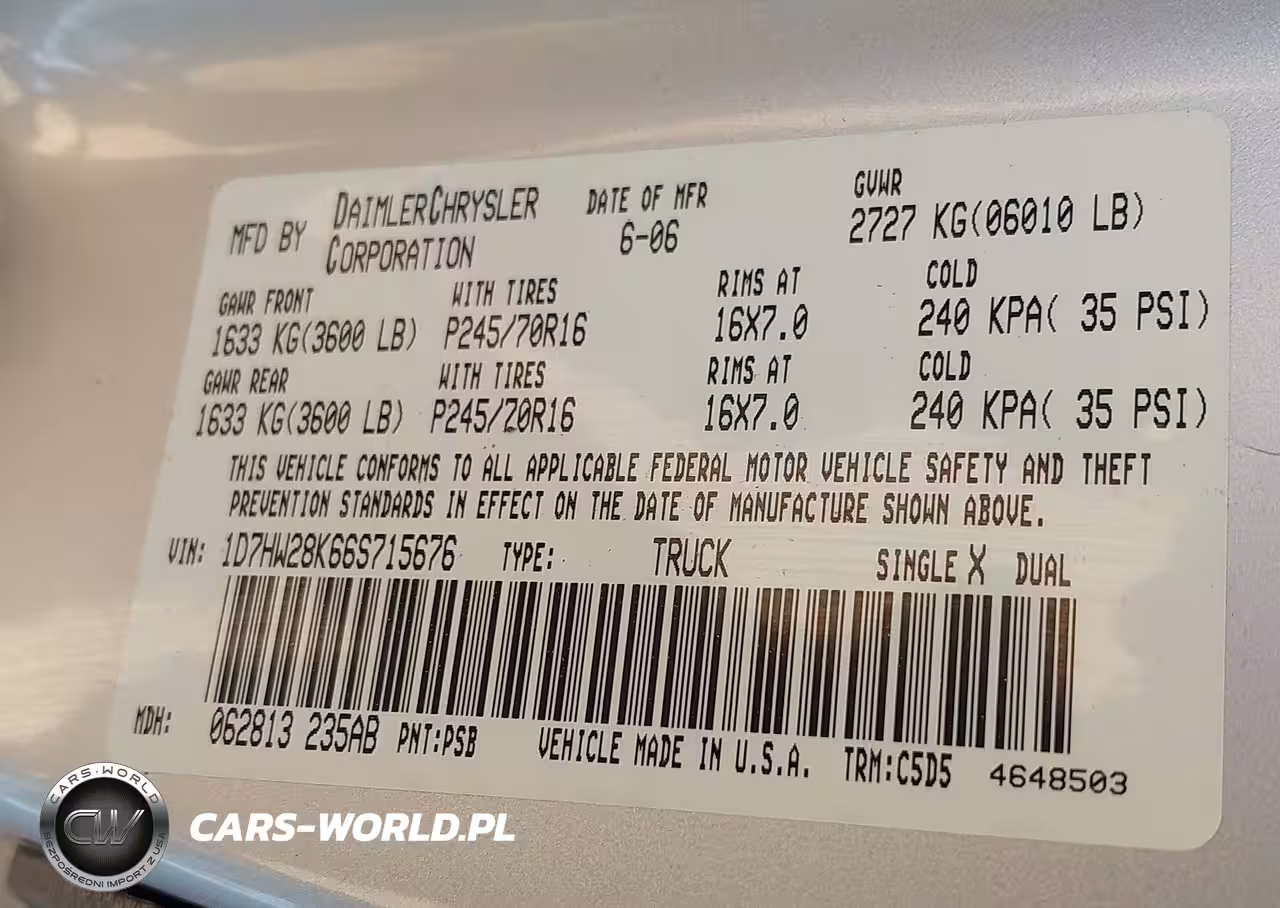 MFD BY DAIMLERCHRYSLER CORPORATION DATE OF MFR 6-06 GVWR 2727 KG(06010 LB)
GAWR FRONT WITH TIRES RIMS AT COLD
1633 KG(3600 LB) P245/70R16 16X7.0 240 KPA( 35 PSI)
GAWR REAR WITH TIRES RIMS AT COLD
1633 KG(3600 LB) P245/70R16 16X7.0 240 KPA( 35 PSI)
THIS VEHICLE CONFORMS TO ALL APPLICABLE FEDERAL MOTOR VEHICLE SAFETY AND THEFT
PREVENTION STANDARDS IN EFFECT ON THE DATE OF MANUFACTURE SHOWN ABOVE.
VIN: 1D7HW28K66S715676 TYPE: TRUCK SINGLE X DUAL
MDH: 062813 235AB PNT:PSB VEHICLE MADE IN U.S.A. TRM:C5D5 4648503
CARS-WORLD
CW
BEZPOŚREDNI IMPORT Z USA
CARS-WORLD.PL